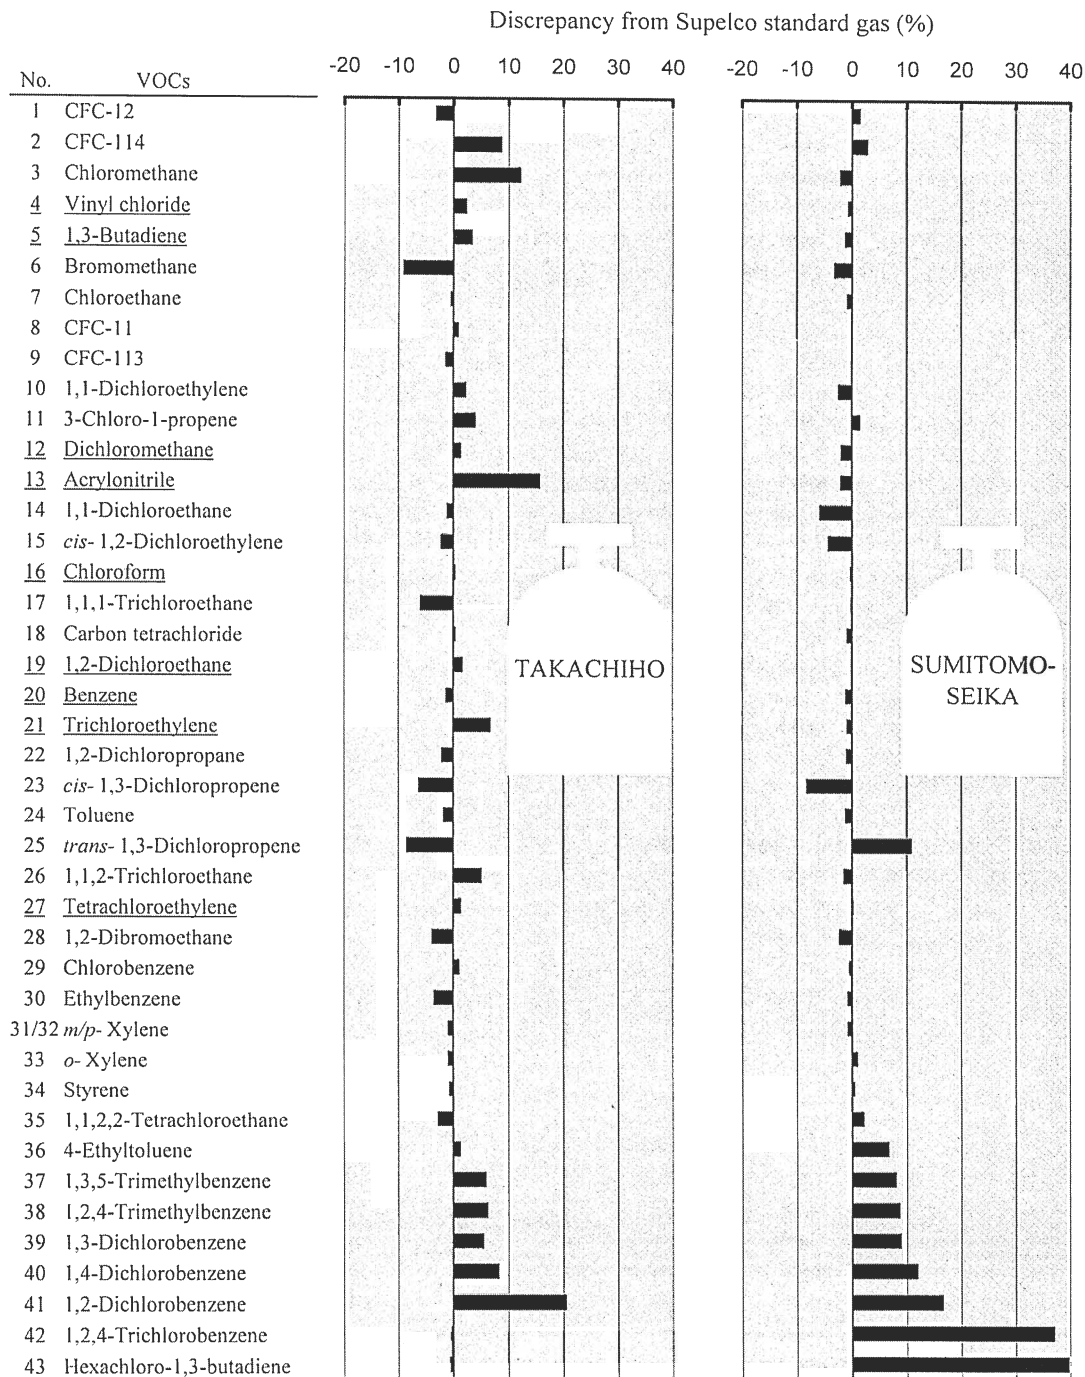 Discrepancy from Supelco standard gas (%)
-20 -10 0 10 20 30 40 -20 -10 0 10 20 30 40
No. VOCs
1 CFC-12
2 CFC-114
3 Chloromethane
4 Vinyl chloride
5 1,3-Butadiene
6 Bromomethane
7 Chloroethane
8 CFC-11
9 CFC-113
10 1,1-Dichloroethylene
11 3-Chloro-1-propene
12 Dichloromethane
13 Acrylonitrile
14 1,1-Dichloroethane
15 cis- 1,2-Dichloroethylene
16 Chloroform
17 1,1,1-Trichloroethane
18 Carbon tetrachloride
19 1,2-Dichloroethane
20 Benzene
21 Trichloroethylene
22 1,2-Dichloropropane
23 cis- 1,3-Dichloropropene
24 Toluene
25 trans- 1,3-Dichloropropene
26 1,1,2-Trichloroethane
27 Tetrachloroethylene
28 1,2-Dibromoethane
29 Chlorobenzene
30 Ethylbenzene
31/32 m/p- Xylene
33 o- Xylene
34 Styrene
35 1,1,2,2-Tetrachloroethane
36 4-Ethyltoluene
37 1,3,5-Trimethylbenzene
38 1,2,4-Trimethylbenzene
39 1,3-Dichlorobenzene
40 1,4-Dichlorobenzene
41 1,2-Dichlorobenzene
42 1,2,4-Trichlorobenzene
43 Hexachloro-1,3-butadiene
TAKACHIHO
SUMITOMO-
SEIKA